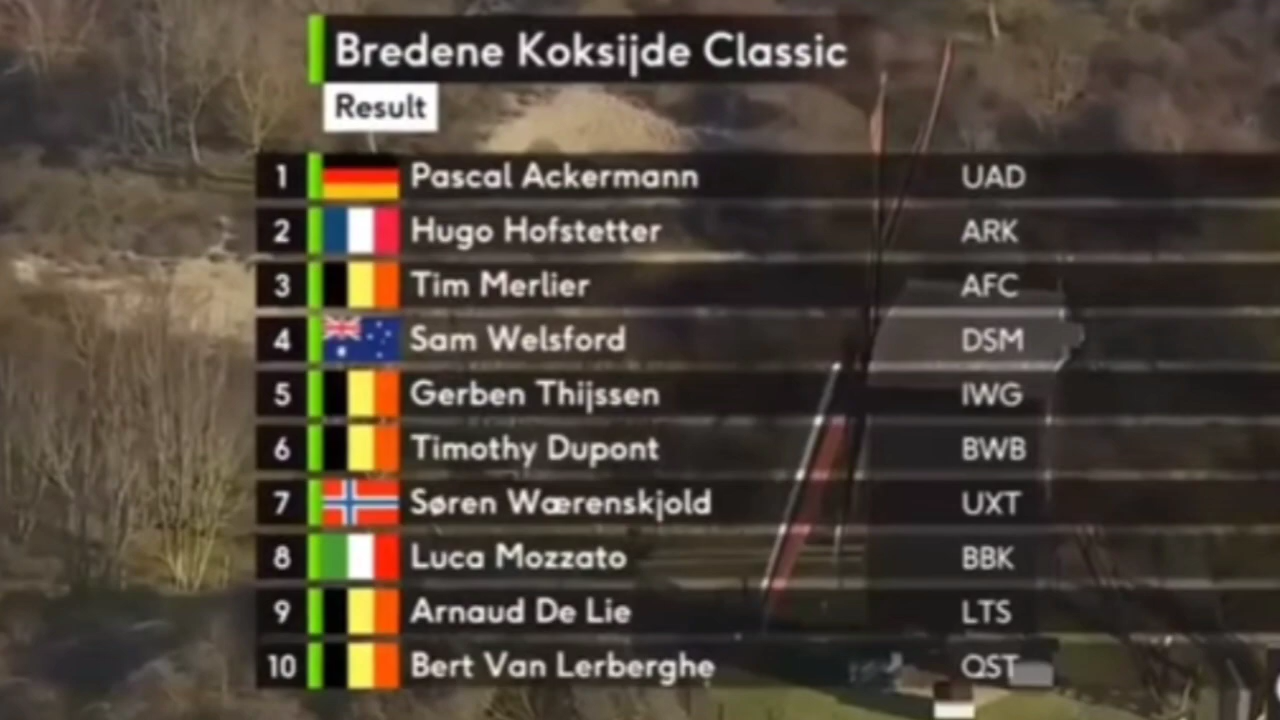 Bredene Koksijde Classic
Result
1 Pascal Ackermann UAD
2 Hugo Hofstetter ARK
3 Tim Merlier AFC
4 Sam Welsford DSM
5 Gerben Thijssen IWG
6 Timothy Dupont BWB
7 Søren Wærenskjold UXT
8 Luca Mozzato BBK
9 Arnaud De Lie LTS
10 Bert Van Lerberghe QST